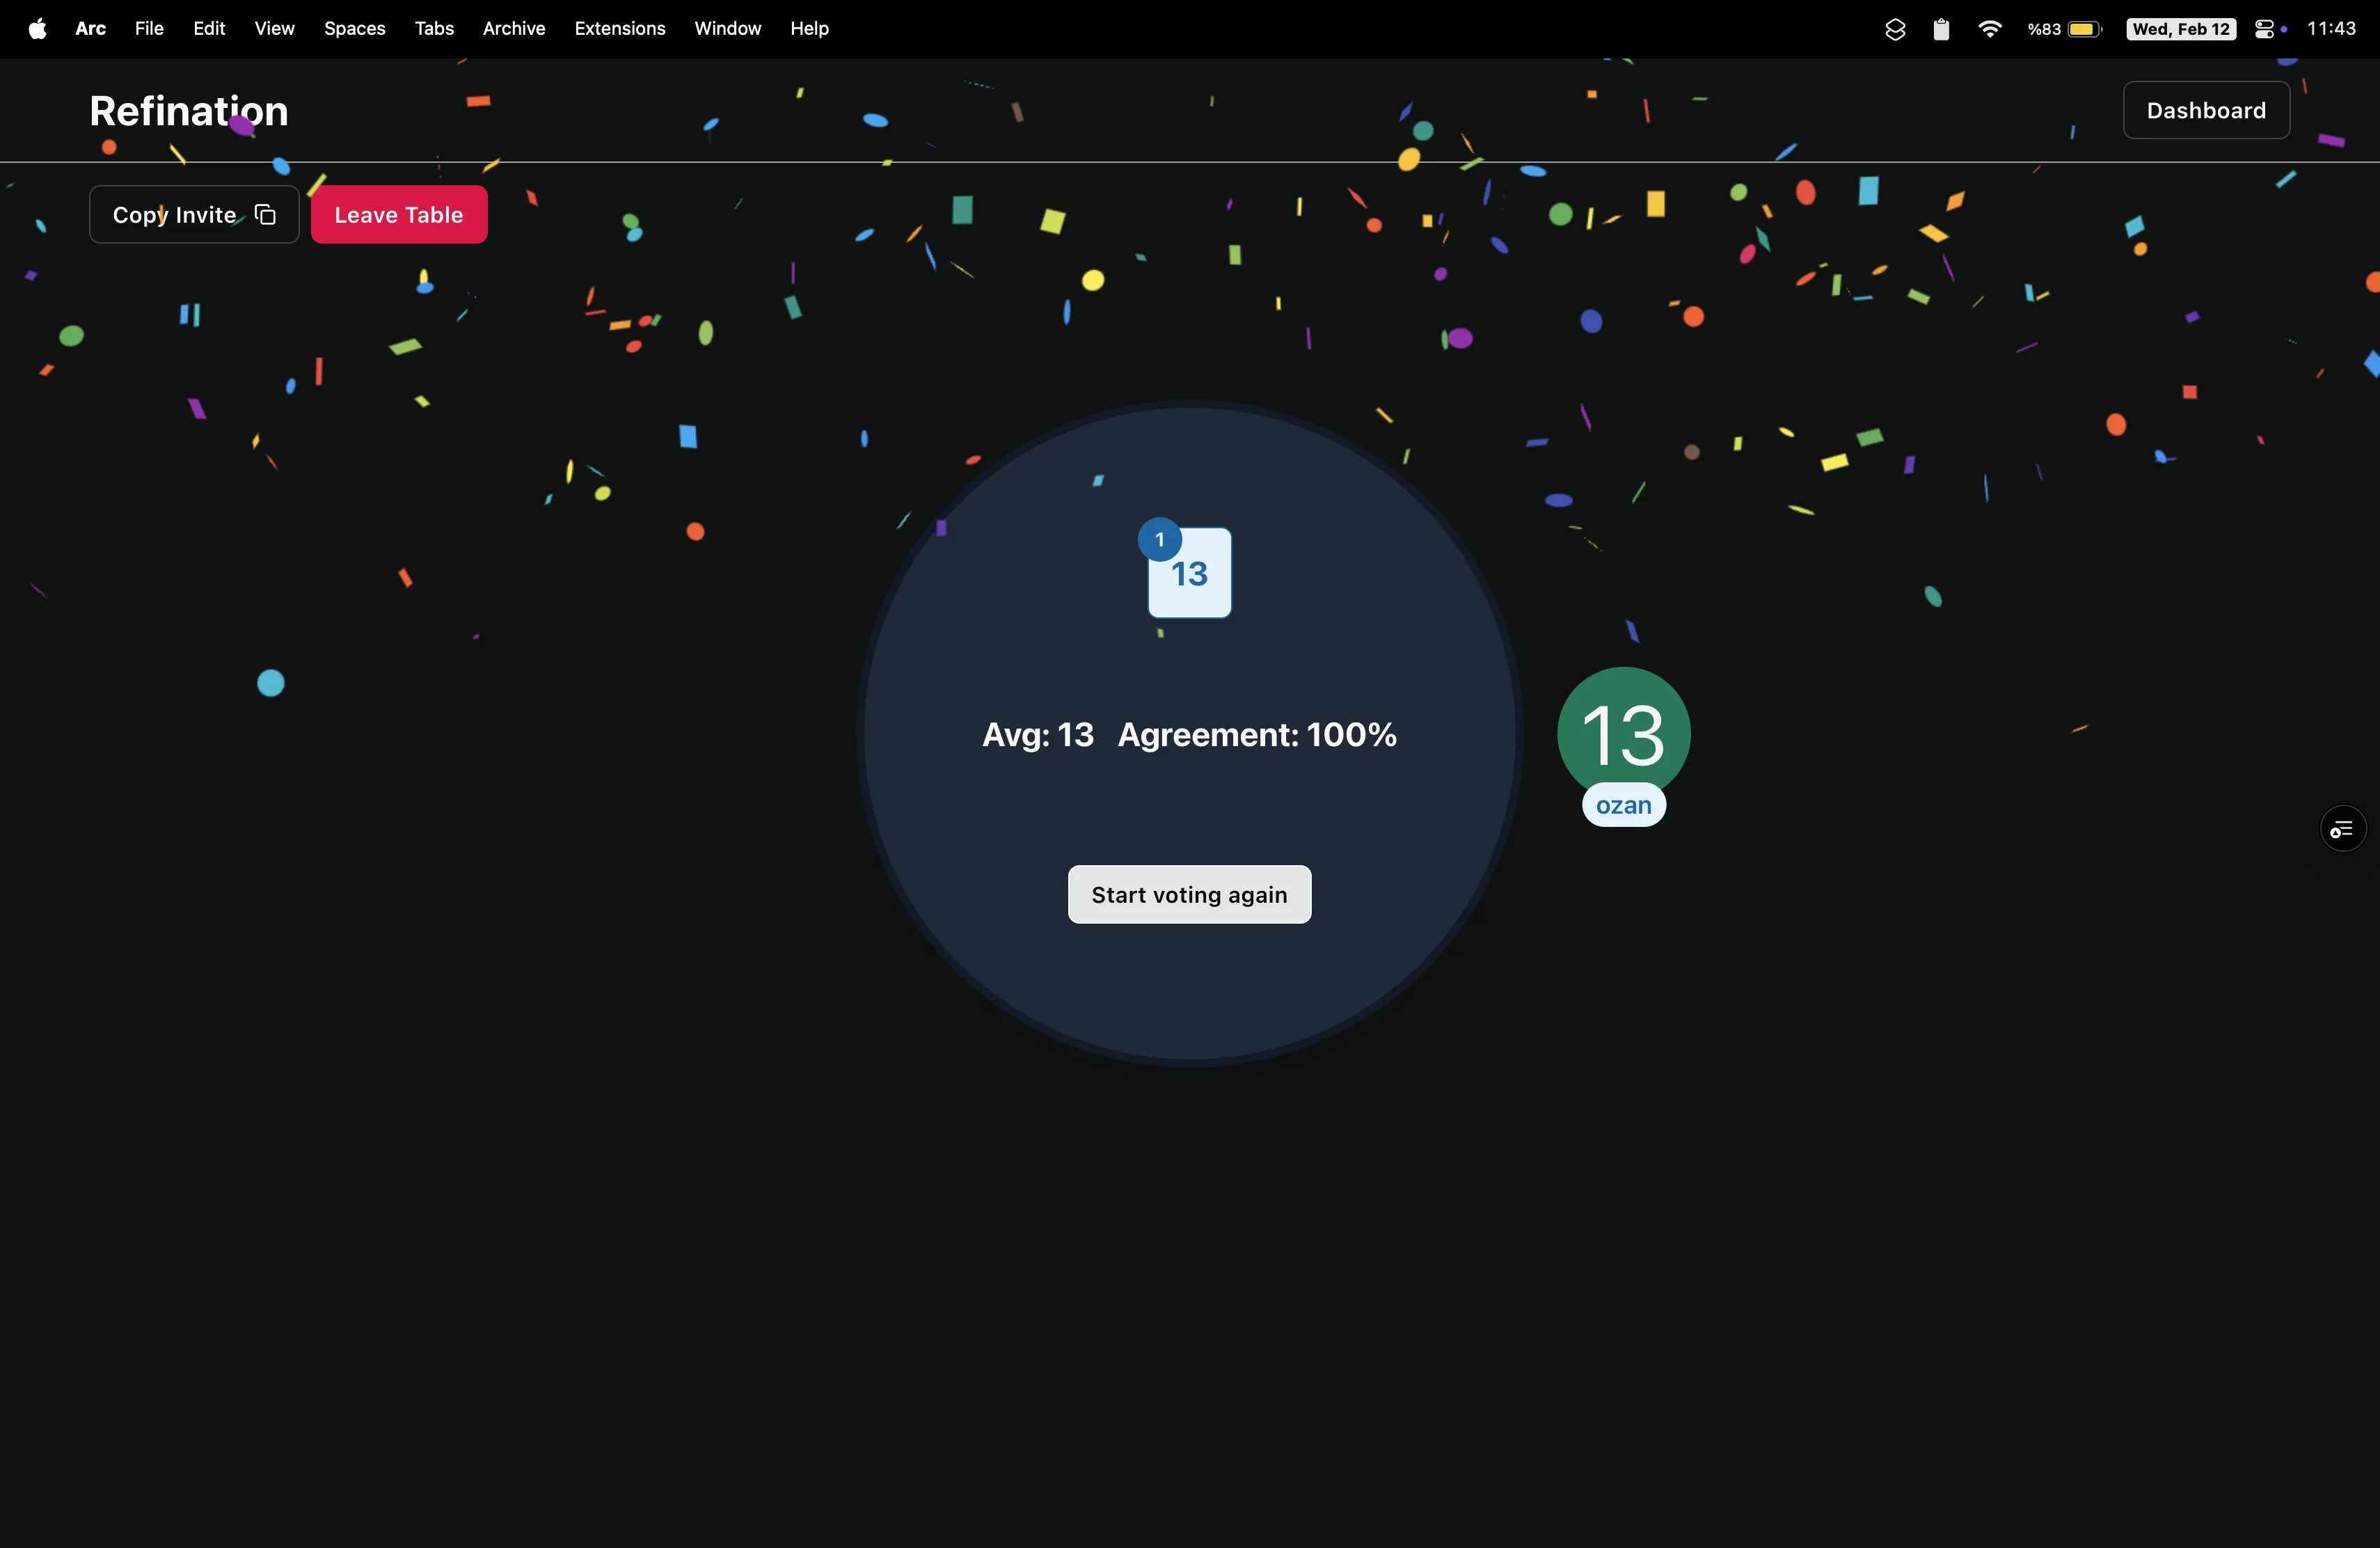 Arc File Edit View Spaces Tabs Archive Extensions Window Help %83 Wed, Feb 12 11:43
Refination Dashboard
Copy Invite Leave Table
1
13
Avg: 13 Agreement: 100%
13
ozan
Start voting again